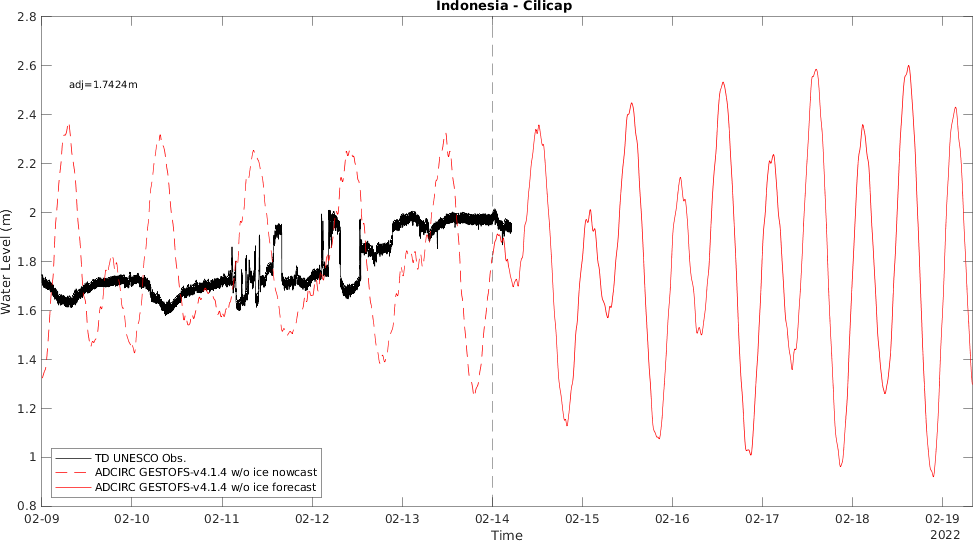 Indonesia - Cilicap
2.8
2.6
2.4
2.2
2
1.8
1.6
1.4
1.2
1
0.8
Water Level (m)
adj=1.7424m
TD UNESCO Obs.
ADCIRC GESTOFS-v4.1.4 w/o ice nowcast
ADCIRC GESTOFS-v4.1.4 w/o ice forecast
02-09 02-10 02-11 02-12 02-13 02-14 02-15 02-16 02-17 02-18 02-19
2022
Time